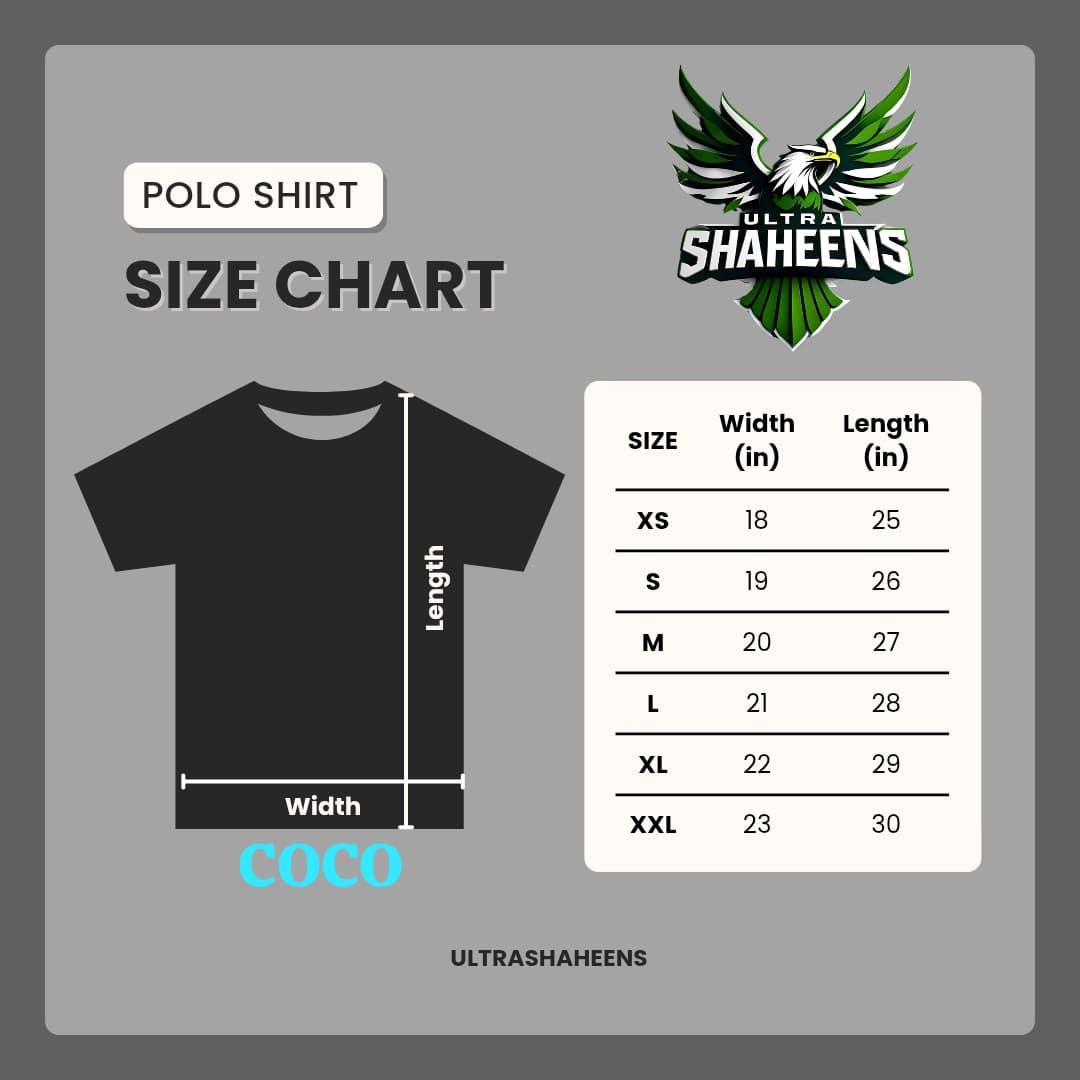 POLO SHIRT
SIZE CHART
ULTRA
SHAHEENS
Length
Width
coco
SIZE Width (in) Length (in)
XS 18 25
S 19 26
M 20 27
L 21 28
XL 22 29
XXL 23 30
ULTRASHAHEENS